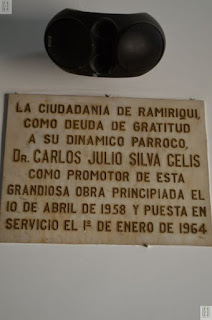 LA CIUDADANIA DE RAMIRIQUI,
COMO DEUDA DE GRATITUD
A SU DINAMICO PARROCO,
DR. CARLOS JULIO SILVA CELIS
COMO PROMOTOR DE ESTA
GRANDIOSA OBRA PRINCIPIADA EL
10 DE ABRIL DE 1958 Y PUESTA EN
SERVICIO EL 1º DE ENERO DE 1964